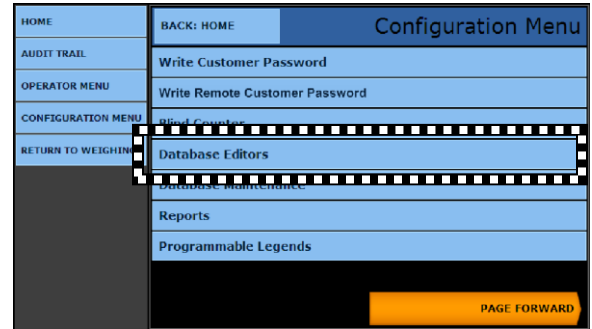 HOME
AUDIT TRAIL
OPERATOR MENU
CONFIGURATION MENU
RETURN TO WEIGHING
BACK: HOME
Configuration Menu
Write Customer Password
Write Remote Customer Password
Blind Counter
Database Editors
Database Maintenance
Reports
Programmable Legends
PAGE FORWARD